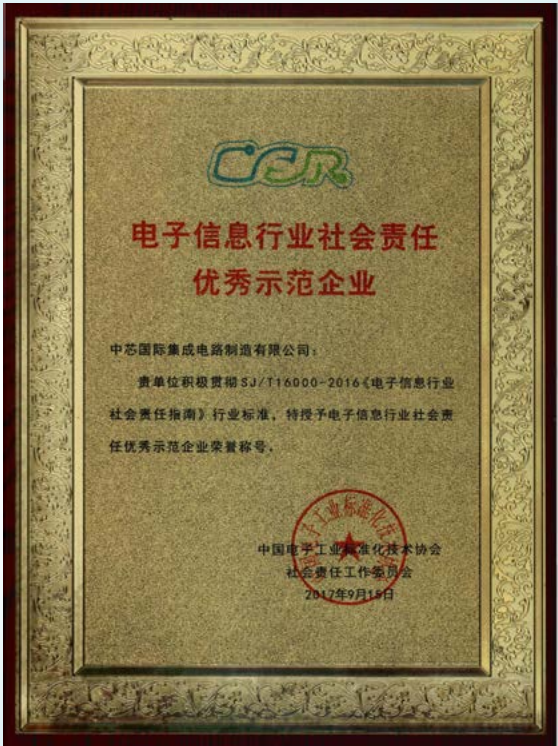 CSR
电子信息行业社会责任
优秀示范企业
中芯国际集成电路制造有限公司：
贵单位积极贯彻SJ/T16000-2016《电子信息行业
社会责任指南》行业标准，特授予电子信息行业社会责
任优秀示范企业荣誉称号。
中国电子工业标准化技术协会
社会责任工作委员会
2017年9月15日